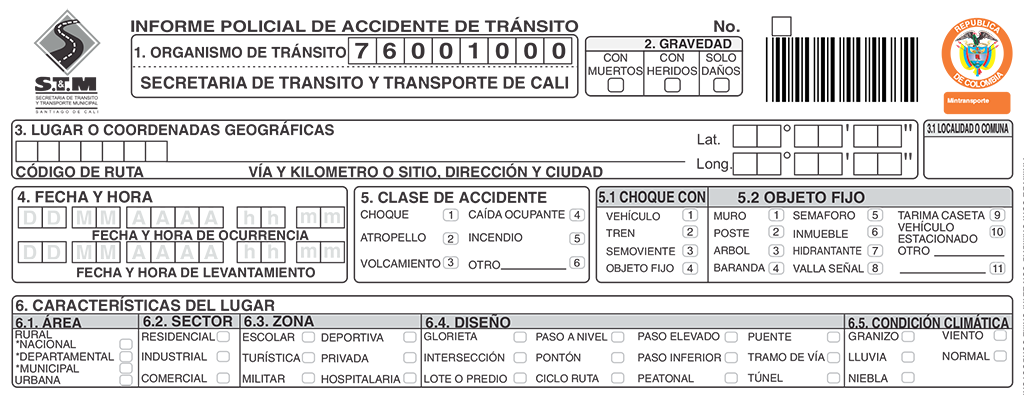 INFORME POLICIAL DE ACCIDENTE DE TRÁNSITO
No.
S.T.&M
SECRETARIA DE TRANSITO
Y TRANSPORTE MUNICIPAL
SANTIAGO DE CALI
1. ORGANISMO DE TRÁNSITO 7 6 0 0 1 0 0 0
SECRETARIA DE TRANSITO Y TRANSPORTE DE CALI
2. GRAVEDAD
CON MUERTOS
CON HERIDOS
SOLO DAÑOS
REPUBLICA DE COLOMBIA
Mintransporte
3. LUGAR O COORDENADAS GEOGRÁFICAS
Lat. ° ' "
Long. ° ' "
CÓDIGO DE RUTA
VÍA Y KILOMETRO O SITIO, DIRECCIÓN Y CIUDAD
3.1 LOCALIDAD O COMUNA
4. FECHA Y HORA
D D M M A A A A h h m m
FECHA Y HORA DE OCURRENCIA
D D M M A A A A h h m m
FECHA Y HORA DE LEVANTAMIENTO
5. CLASE DE ACCIDENTE
CHOQUE 1 CAÍDA OCUPANTE 4
ATROPELLO 2 INCENDIO 5
VOLCAMIENTO 3 OTRO 6
5.1 CHOQUE CON
VEHÍCULO 1
TREN 2
SEMOVIENTE 3
OBJETO FIJO 4
5.2 OBJETO FIJO
MURO 1 SEMAFORO 5 TARIMA CASETA 9
POSTE 2 INMUEBLE 6 VEHÍCULO ESTACIONADO 10
ARBOL 3 HIDRANTANTE 7 OTRO
BARANDA 4 VALLA SEÑAL 8 11
6. CARACTERÍSTICAS DEL LUGAR
6.1. ÁREA
RURAL
*NACIONAL
*DEPARTAMENTAL
*MUNICIPAL
URBANA
6.2. SECTOR
RESIDENCIAL
INDUSTRIAL
COMERCIAL
6.3. ZONA
ESCOLAR DEPORTIVA
TURÍSTICA PRIVADA
MILITAR HOSPITALARIA
6.4. DISEÑO
GLORIETA PASO A NIVEL PASO ELEVADO PUENTE
INTERSECCIÓN PONTÓN PASO INFERIOR TRAMO DE VÍA
LOTE O PREDIO CICLO RUTA PEATONAL TÚNEL
6.5. CONDICIÓN CLIMÁTICA
GRANIZO VIENTO
LLUVIA NORMAL
NIEBLA